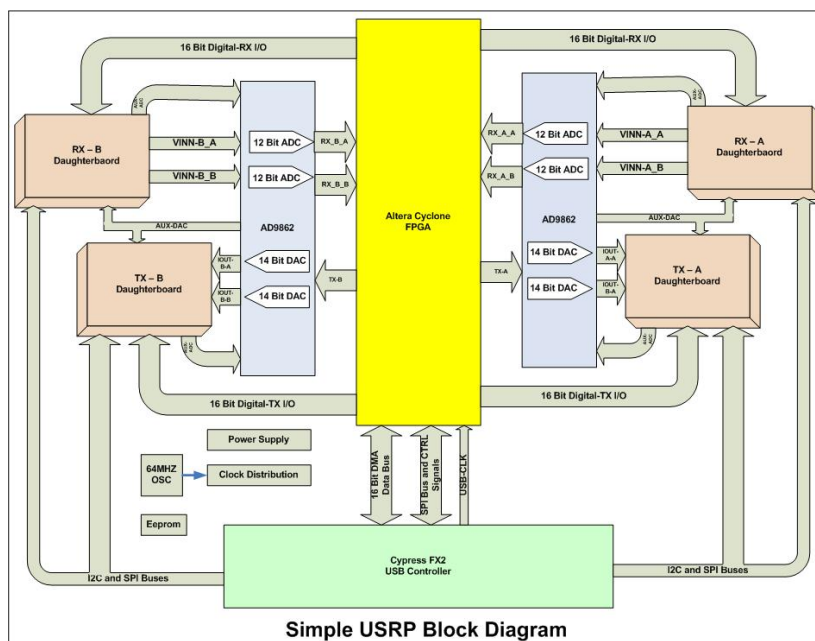 16 Bit Digital-RX I/O
16 Bit Digital-RX I/O
AUX-ADC
AUX-ADC
RX – B
Daughterbaord
VINN-B_A
VINN-B_B
12 Bit ADC
12 Bit ADC
RX_B_A
RX_B_B
AD9862
AUX-DAC
TX – B
Daughterboard
IOUT-B-A
IOUT-B-B
14 Bit DAC
14 Bit DAC
TX-B
AUX-ADC
Altera Cyclone
FPGA
RX_A_A
RX_A_B
12 Bit ADC
12 Bit ADC
VINN-A_A
VINN-A_B
RX – A
Daughterbaord
AD9862
AUX-DAC
TX-A
14 Bit DAC
14 Bit DAC
IOUT-A-A
IOUT-B-A
TX – A
Daughterboard
AUX-ADC
16 Bit Digital-TX I/O
16 Bit Digital-TX I/O
Power Supply
64MHZ
OSC
Clock Distribution
Eeprom
16 Bit DMA
Data Bus
SPI Bus and CTRL
Signals
USB-CLK
Cypress FX2
USB Controller
I2C and SPI Buses
I2C and SPI Buses
Simple USRP Block Diagram